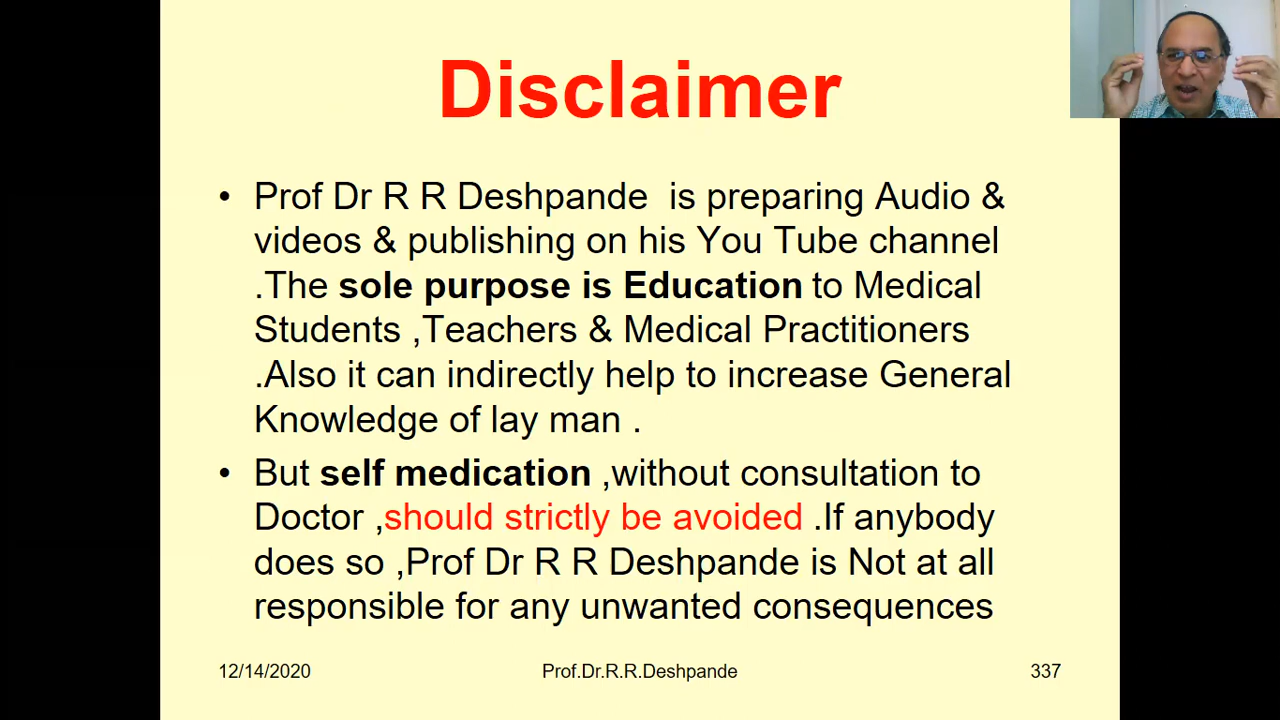 Disclaimer
• Prof Dr R R Deshpande  is preparing Audio &
videos & publishing on his You Tube channel
.The sole purpose is Education to Medical
Students ,Teachers & Medical Practitioners
.Also it can indirectly help to increase General
Knowledge of lay man .
• But self medication ,without consultation to
Doctor ,should strictly be avoided .If anybody
does so ,Prof Dr R R Deshpande is Not at all
responsible for any unwanted consequences
12/14/2020 Prof.Dr.R.R.Deshpande 337